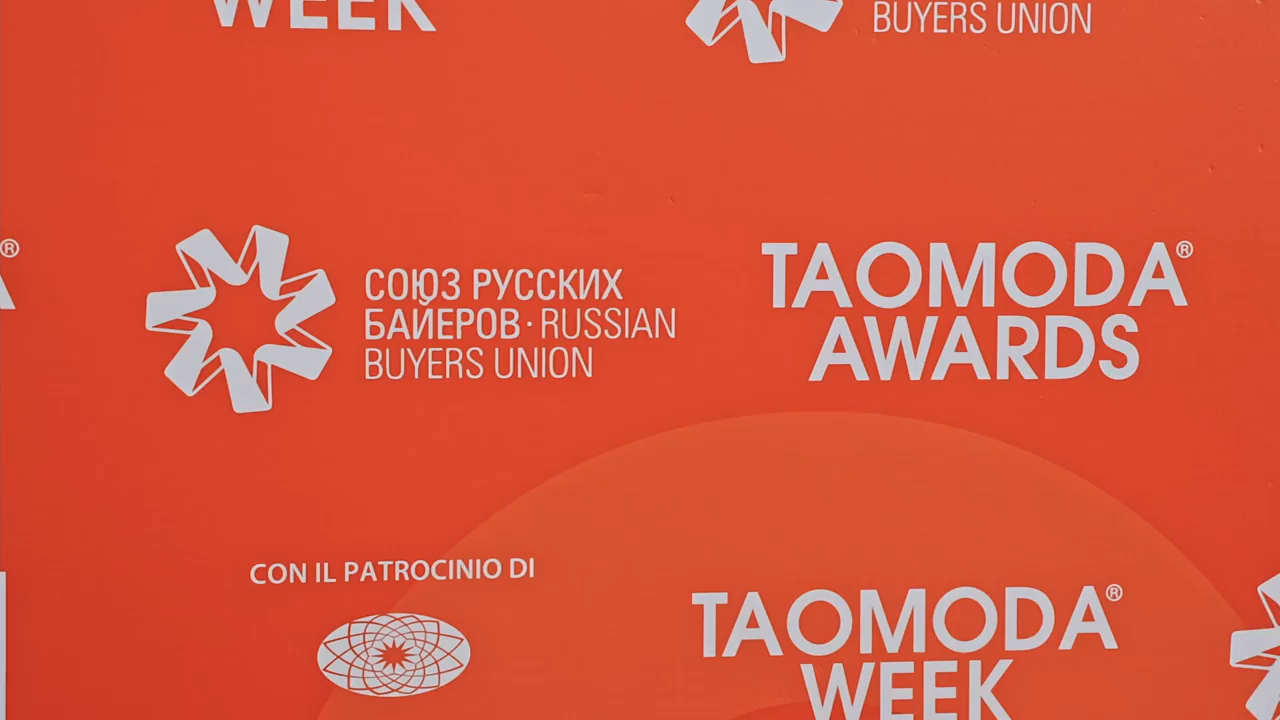 WEEK
BUYERS UNION
®
СОЮЗ РУССКИХ
БАЙЕРОВ · RUSSIAN
BUYERS UNION
TAOMODA®
AWARDS
CON IL PATROCINIO DI
TAOMODA®
WEEK